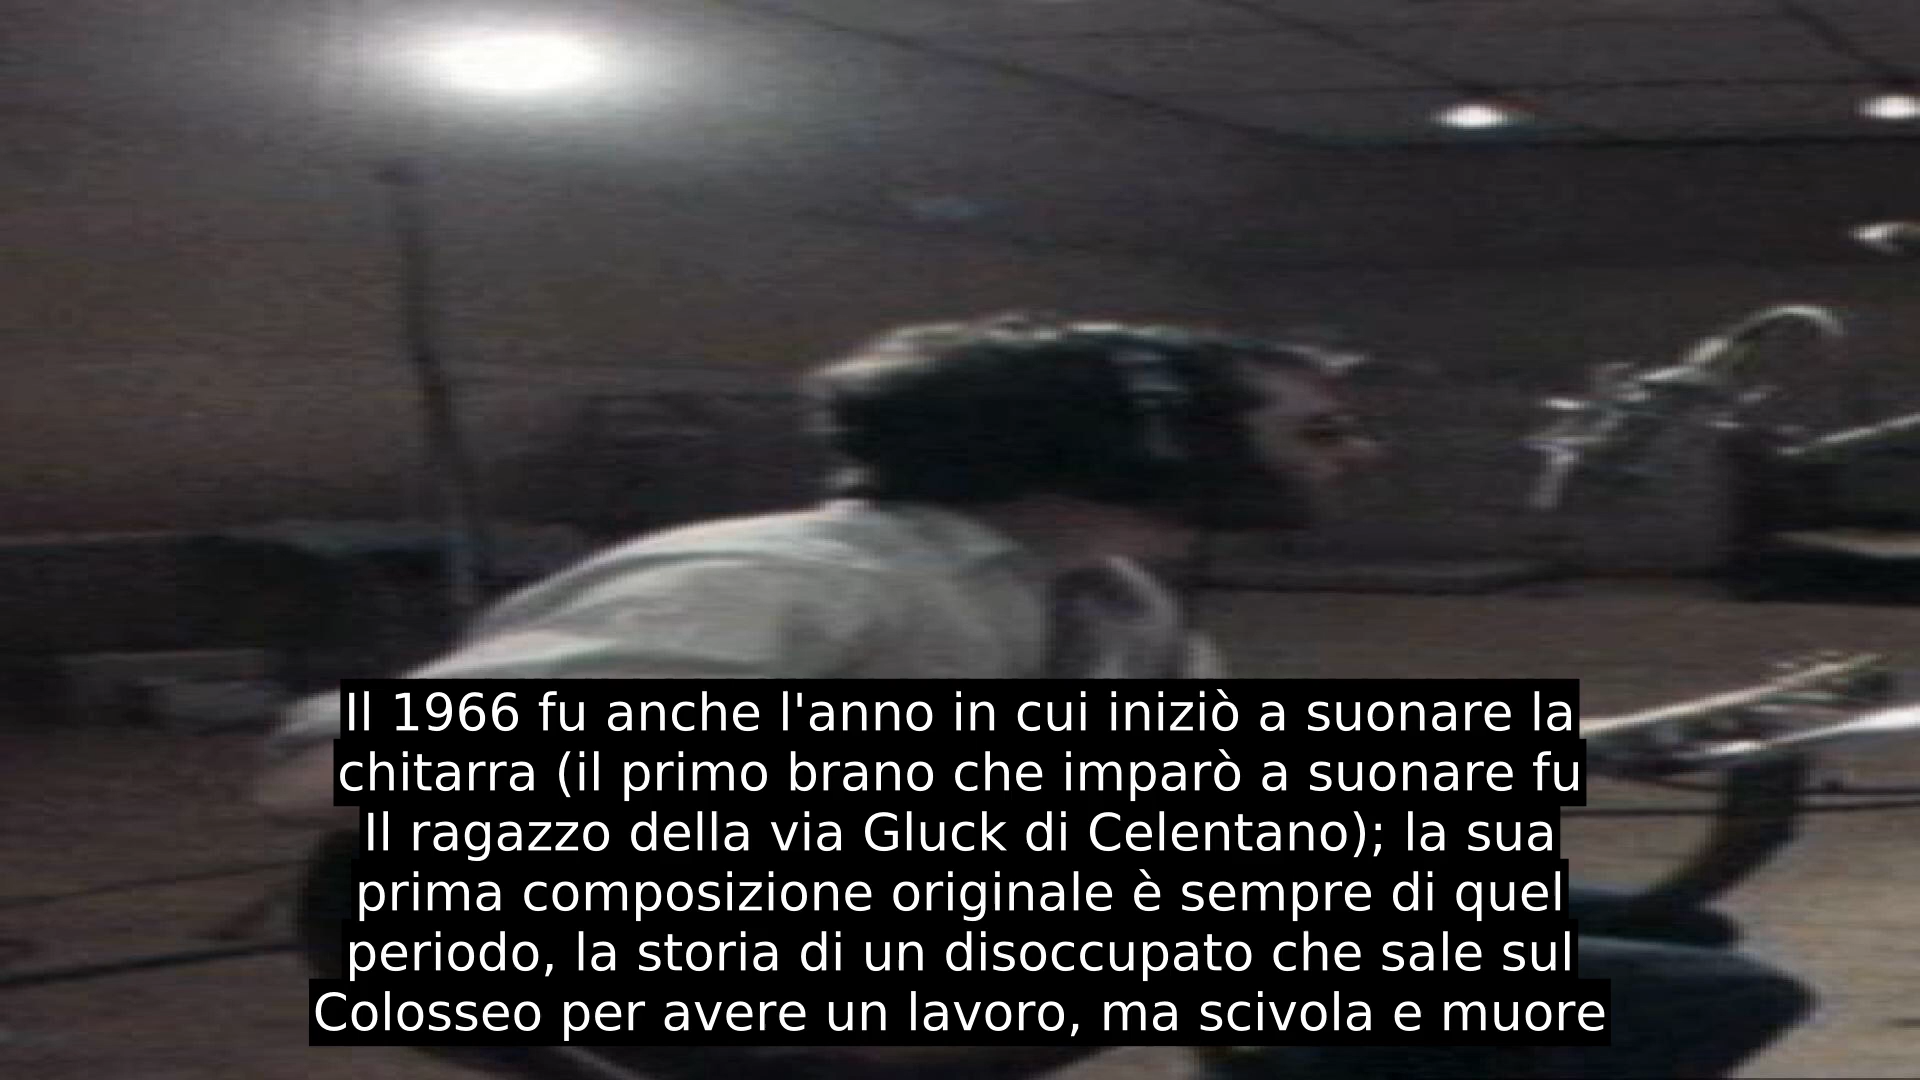 Il 1966 fu anche l'anno in cui iniziò a suonare la
chitarra (il primo brano che imparò a suonare fu
Il ragazzo della via Gluck di Celentano); la sua
prima composizione originale è sempre di quel
periodo, la storia di un disoccupato che sale sul
Colosseo per avere un lavoro, ma scivola e muore